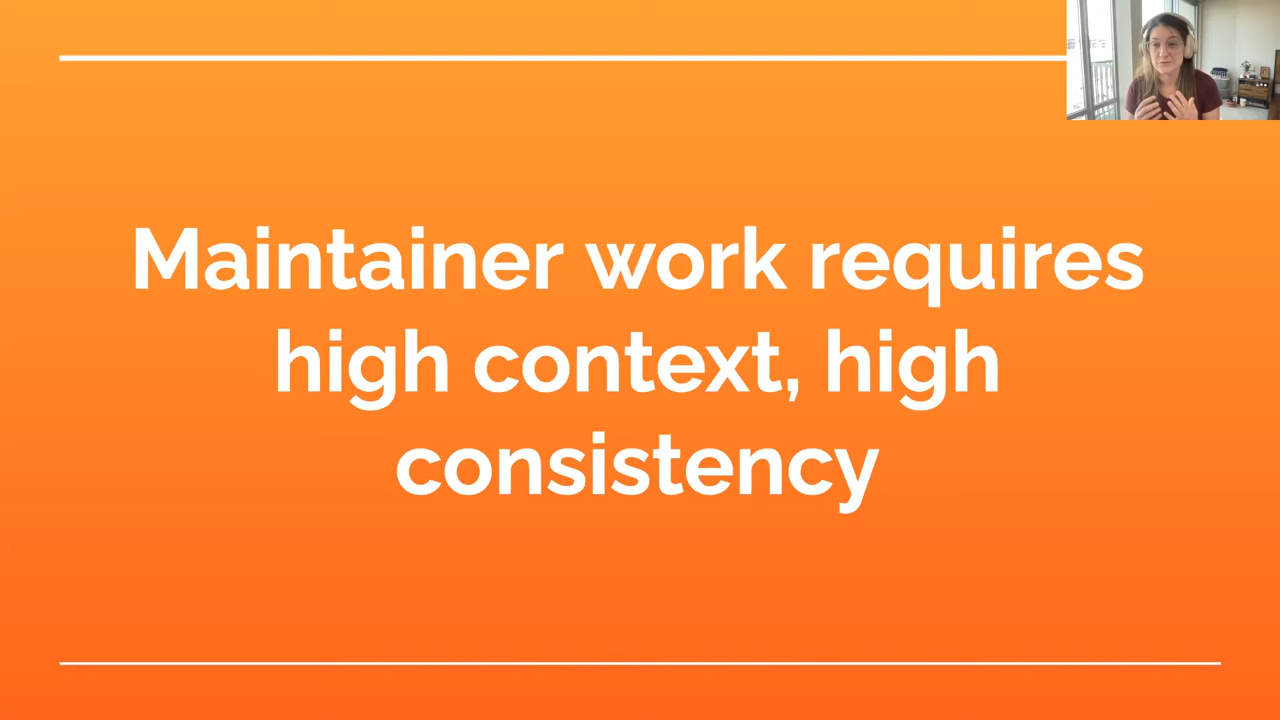 Maintainer work requires
high context, high
consistency